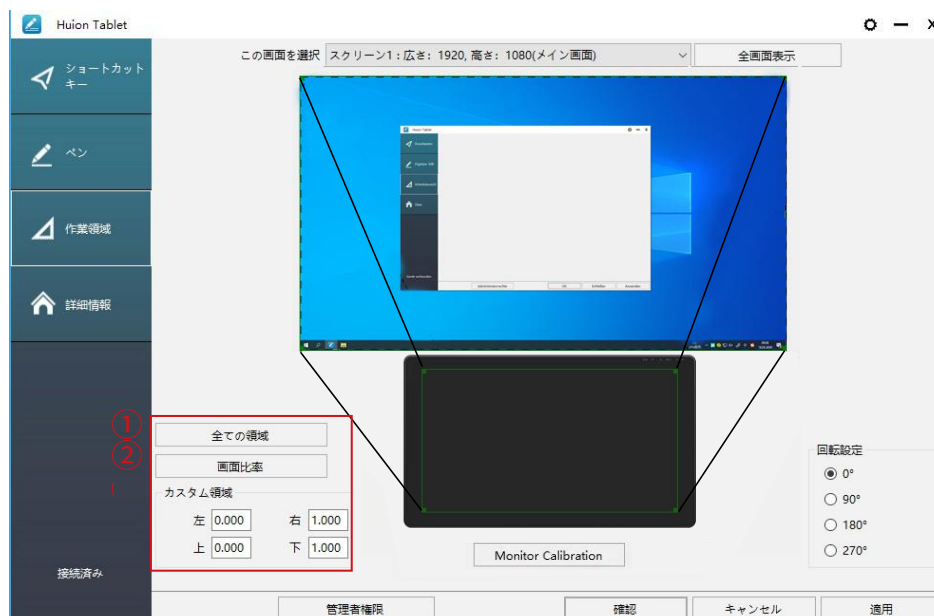 Huion Tablet
この画面を選択 スクリーン1：広さ：1920, 高さ：1080(メイン画面) 全画面表示
ショートカット
キー
ペン
作業領域
詳細情報
接続済み
Huion Tablet
① 全ての領域
② 画面比率
カスタム領域
左 0.000 右 1.000
上 0.000 下 1.000
Monitor Calibration
回転設定
0°
90°
180°
270°
管理者権限 確認 キャンセル 適用